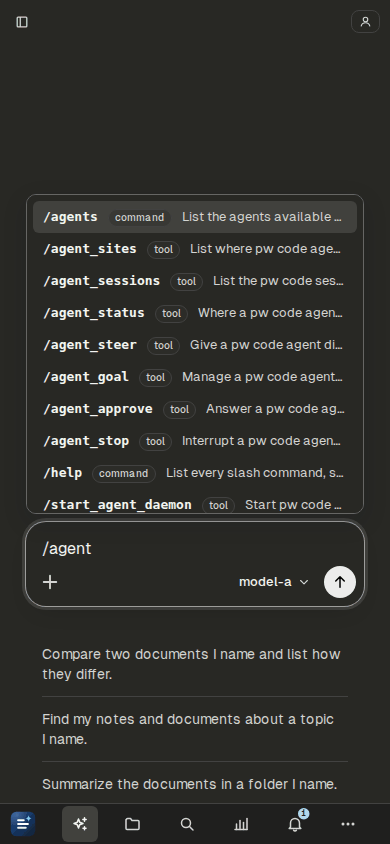 /agents command List the agents available …
/agent_sites tool List where pw code age…
/agent_sessions tool List the pw code ses…
/agent_status tool Where a pw code agen…
/agent_steer tool Give a pw code agent di…
/agent_goal tool Manage a pw code agent…
/agent_approve tool Answer a pw code ag…
/agent_stop tool Interrupt a pw code agen…
/help command List every slash command, s…
/start_agent_daemon tool Start pw code …
/agent
model-a
Compare two documents I name and list how
they differ.
Find my notes and documents about a topic
I name.
Summarize the documents in a folder I name.
1